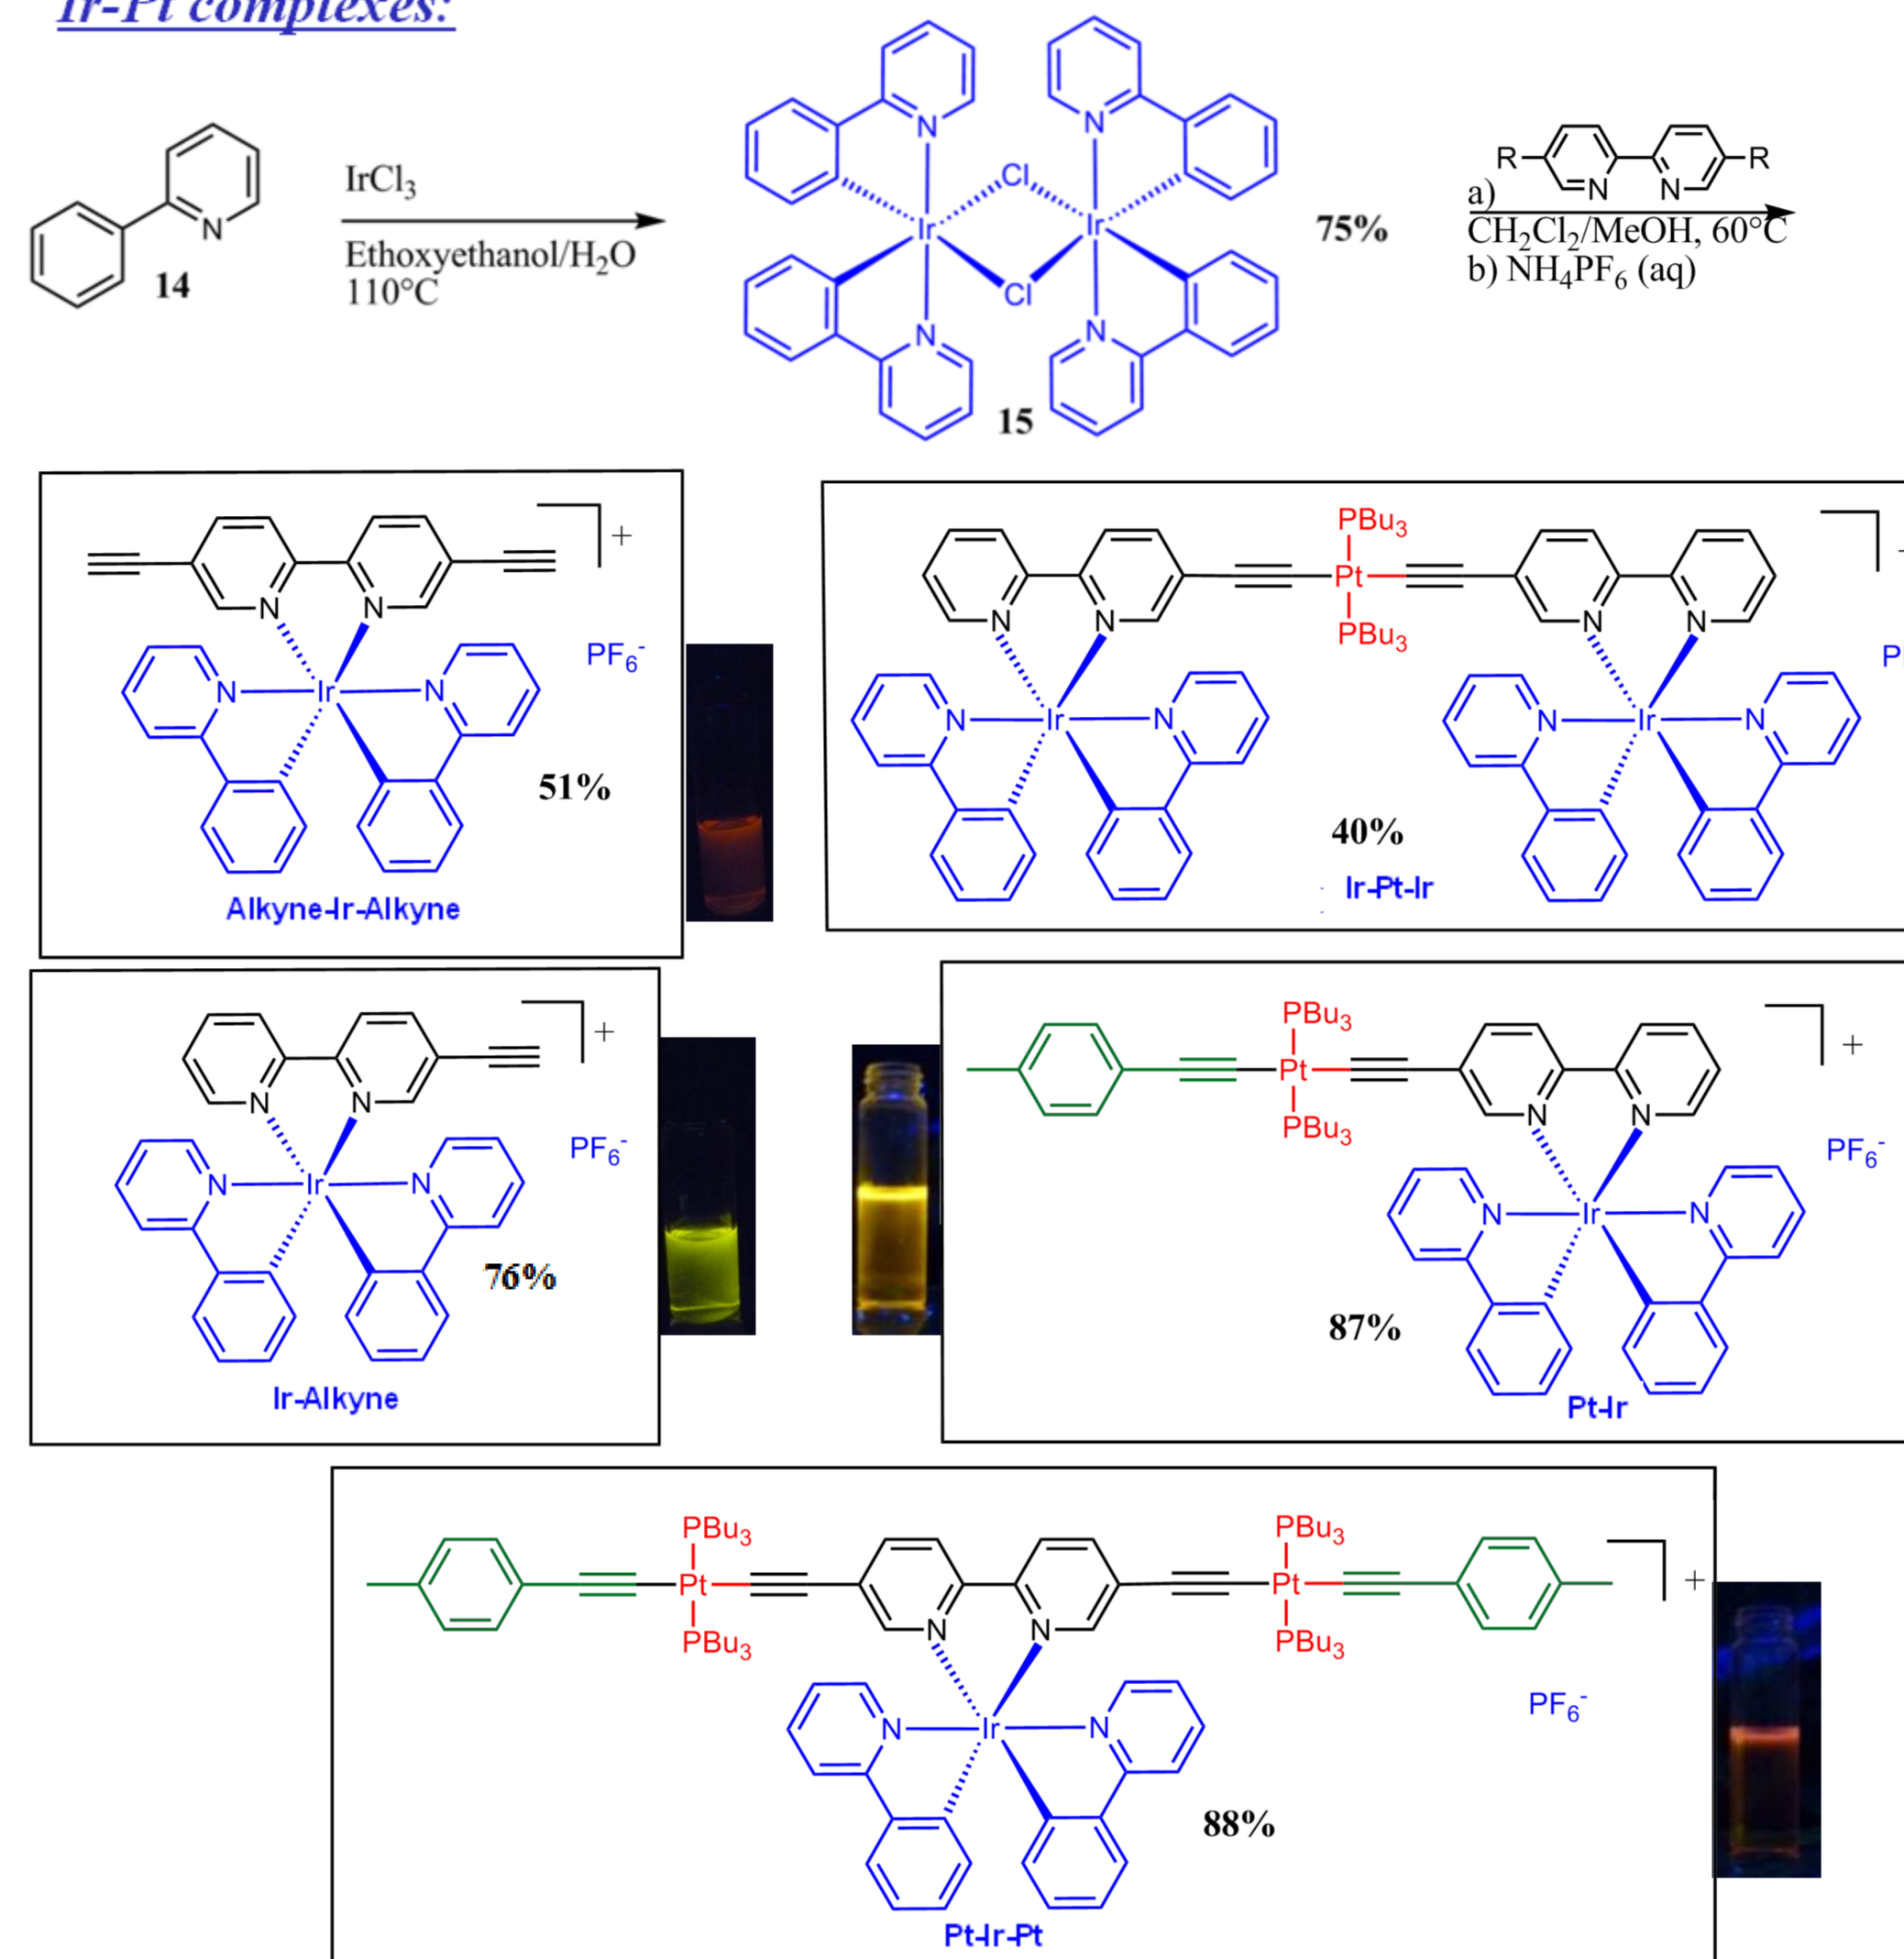 Ir-Pt complexes:
14
N
IrCl3
Ethoxyethanol/H2O
110°C
N
N
Cl
Ir
Ir
Cl
N
N
15
75%
R
R
N
N
a)
CH2Cl2/MeOH, 60°C
b) NH4PF6 (aq)
+
N
N
PF6-
N
Ir
N
51%
Alkyne-Ir-Alkyne
PBu3
Pt
PBu3
N
N
N
N
N
Ir
N
N
Ir
N
40%
Ir-Pt-Ir
+
N
N
PF6-
N
Ir
N
76%
Ir-Alkyne
PBu3
Pt
PBu3
+
N
N
PF6-
N
Ir
N
87%
Pt-Ir
PBu3
PBu3
Pt
Pt
+
PBu3
PBu3
N
N
PF6-
N
Ir
N
88%
Pt-Ir-Pt